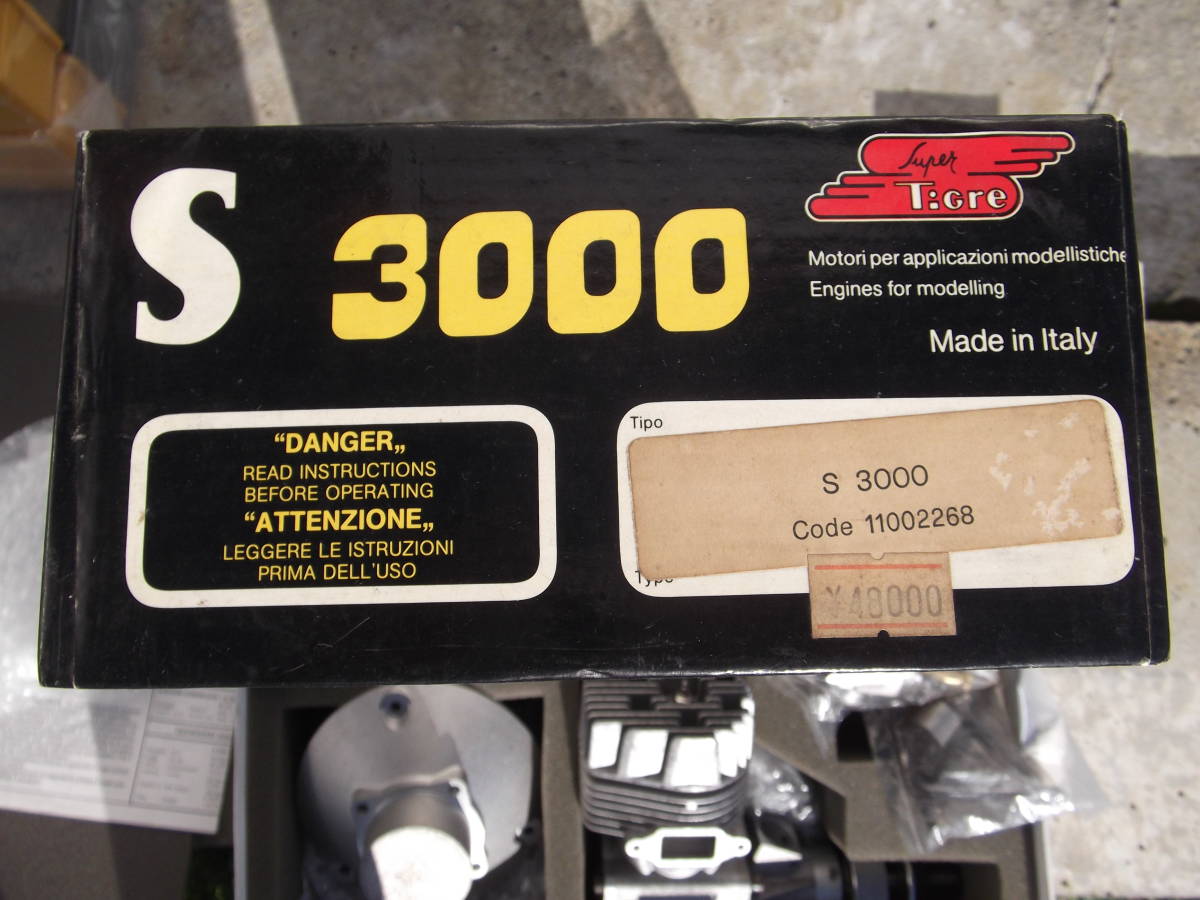 S 3000
Super
Tigre
Motori per applicazioni modellistiche
Engines for modelling
Made in Italy
“DANGER„
READ INSTRUCTIONS
BEFORE OPERATING
“ATTENZIONE„
LEGGERE LE ISTRUZIONI
PRIMA DELL'USO
Tipo
S 3000
Code 11002268
Type
¥48000